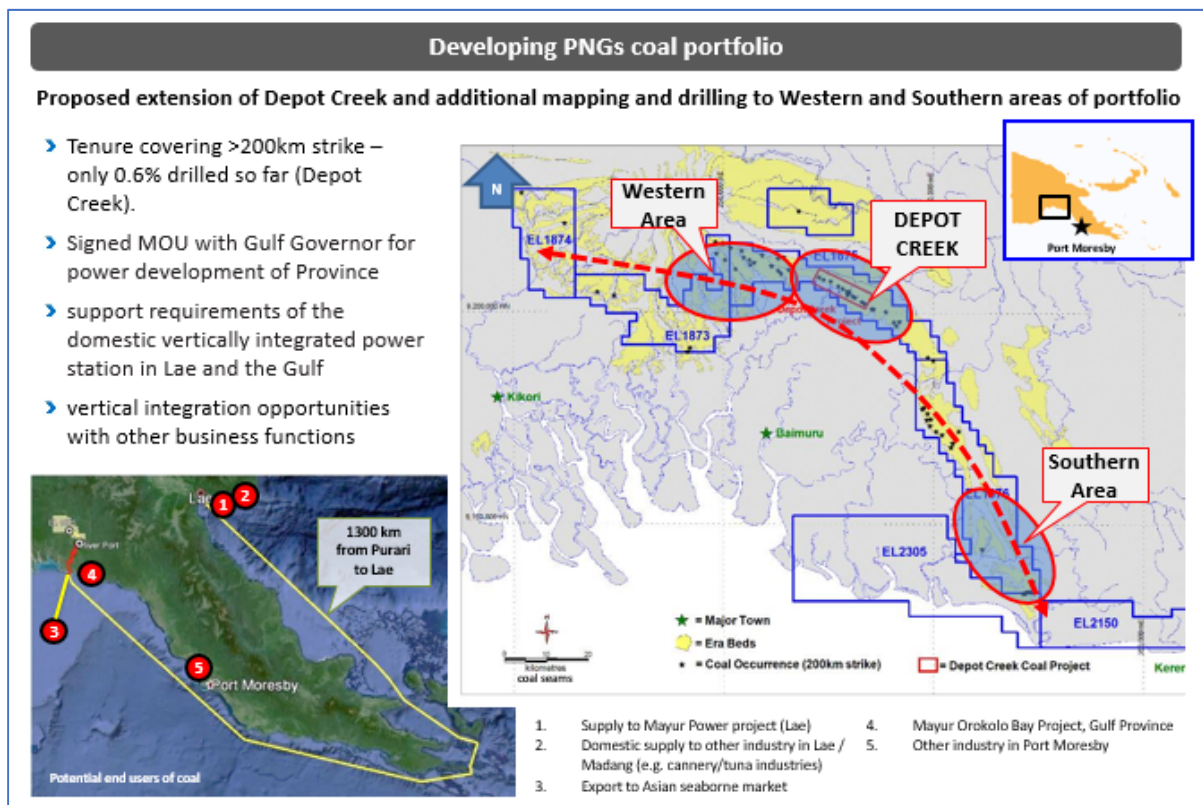 Developing PNGs coal portfolio
Proposed extension of Depot Creek and additional mapping and drilling to Western and Southern areas of portfolio
Tenure covering >200km strike –
only 0.6% drilled so far (Depot
Creek).
Signed MOU with Gulf Governor for
power development of Province
support requirements of the
domestic vertically integrated power
station in Lae and the Gulf
vertical integration opportunities
with other business functions
N
Western
Area
DEPOT
CREEK
Port Moresby
EL1874
EL1873
Kikori
Baimuru
Southern
Area
EL2305
EL2150
Kerer
= Major Town
= Era Beds
= Coal Occurrence (200km strike)
= Depot Creek Coal Project
kilometres
coal seams
Lae
1
2
1300 km
from Purari
to Lae
4
3
5
Port Moresby
Potential end users of coal
1. Supply to Mayur Power project (Lae)
2. Domestic supply to other industry in Lae /
Madang (e.g. cannery/tuna industries)
3. Export to Asian seaborne market
4. Mayur Orokolo Bay Project, Gulf Province
5. Other industry in Port Moresby